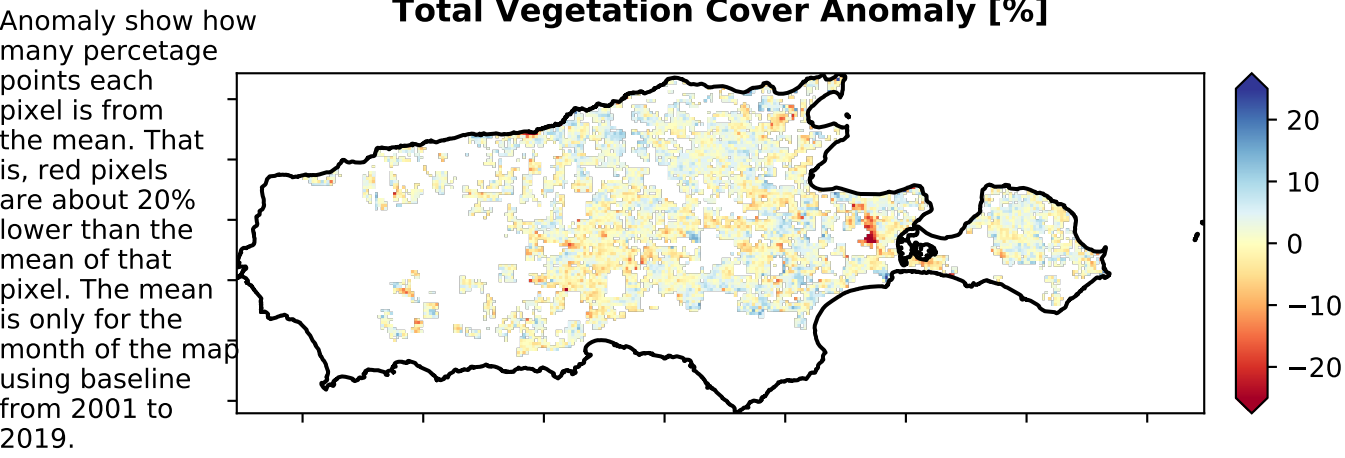 Total Vegetation Cover Anomaly [%]
Anomaly show how
many percetage
points each
pixel is from
the mean. That
is, red pixels
are about 20%
lower than the
mean of that
pixel. The mean
is only for the
month of the map
using baseline
from 2001 to
2019.
20
10
0
−10
−20